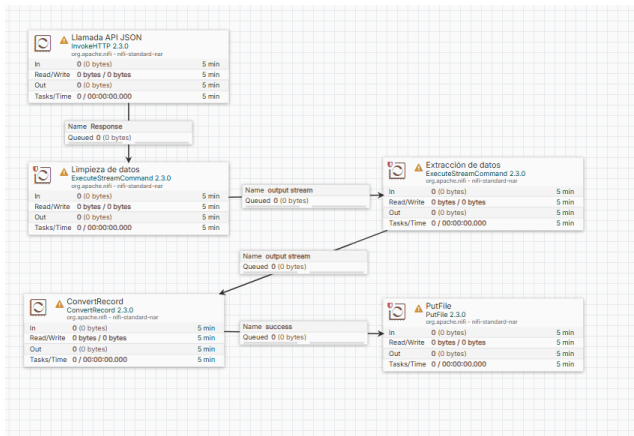 Llamada API JSON
InvokeHTTP 2.3.0
org.apache.nifi - nifi-standard-nar
In 0 (0 bytes) 5 min
Read/Write 0 bytes / 0 bytes 5 min
Out 0 (0 bytes) 5 min
Tasks/Time 0 / 00:00:00.000 5 min
Name Response
Queued 0 (0 bytes)
Limpieza de datos
ExecuteStreamCommand 2.3.0
org.apache.nifi - nifi-standard-nar
In 0 (0 bytes) 5 min
Read/Write 0 bytes / 0 bytes 5 min
Out 0 (0 bytes) 5 min
Tasks/Time 0 / 00:00:00.000 5 min
Name output stream
Queued 0 (0 bytes)
Extracción de datos
ExecuteStreamCommand 2.3.0
org.apache.nifi - nifi-standard-nar
In 0 (0 bytes) 5 min
Read/Write 0 bytes / 0 bytes 5 min
Out 0 (0 bytes) 5 min
Tasks/Time 0 / 00:00:00.000 5 min
Name output stream
Queued 0 (0 bytes)
ConvertRecord
ConvertRecord 2.3.0
org.apache.nifi - nifi-standard-nar
In 0 (0 bytes) 5 min
Read/Write 0 bytes / 0 bytes 5 min
Out 0 (0 bytes) 5 min
Tasks/Time 0 / 00:00:00.000 5 min
Name success
Queued 0 (0 bytes)
PutFile
PutFile 2.3.0
org.apache.nifi - nifi-standard-nar
In 0 (0 bytes) 5 min
Read/Write 0 bytes / 0 bytes 5 min
Out 0 (0 bytes) 5 min
Tasks/Time 0 / 00:00:00.000 5 min